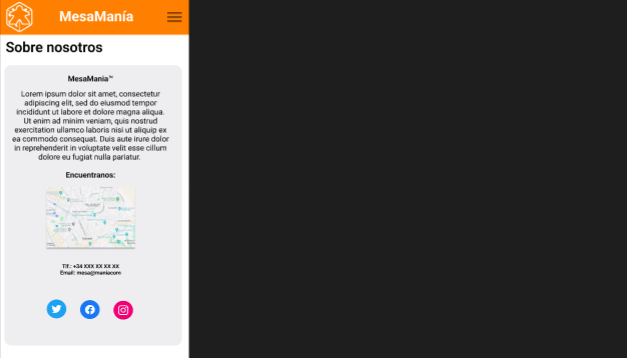 MesaManía
Sobre nosotros
MesaMania™
Lorem ipsum dolor sit amet, consectetur
adipiscing elit, sed do eiusmod tempor
incididunt ut labore et dolore magna aliqua.
Ut enim ad minim veniam, quis nostrud
exercitation ullamco laboris nisi ut aliquip ex
ea commodo consequat. Duis aute irure dolor
in reprehenderit in voluptate velit esse cillum
dolore eu fugiat nulla pariatur.
Encuentranos:
Tlf.: +34 XXX XX XX XX
Email: mesa@maniacom